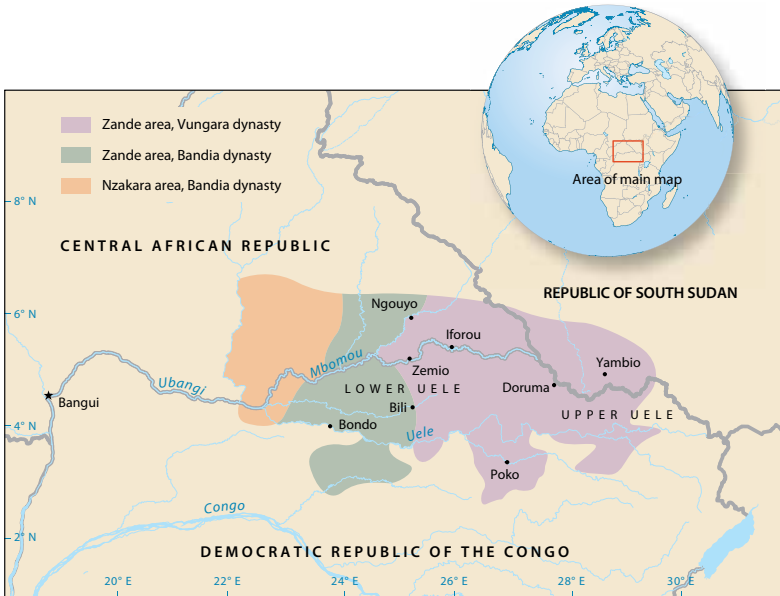 Zande area, Vungara dynasty
Zande area, Bandia dynasty
Nzakara area, Bandia dynasty
Area of main map
8° N
CENTRAL AFRICAN REPUBLIC
REPUBLIC OF SOUTH SUDAN
Ngouyo
6° N
Iforou
Mbomou
Zemio
Yambio
Ubangi
LOWER UELE
Doruma
Bangui
Bili
UPPER UELE
4° N
Bondo
Uele
Poko
Congo
2° N
DEMOCRATIC REPUBLIC OF THE CONGO
20° E
22° E
24° E
26° E
28° E
30° E